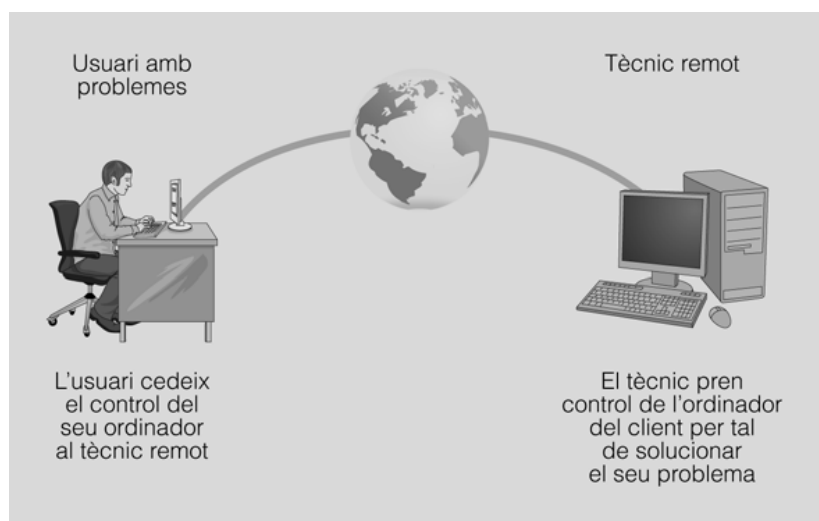 Usuari amb
problemes
Tècnic remot
L'usuari cedeix
el control del
seu ordinador
al tècnic remot
El tècnic pren
control de l'ordinador
del client per tal
de solucionar
el seu problema